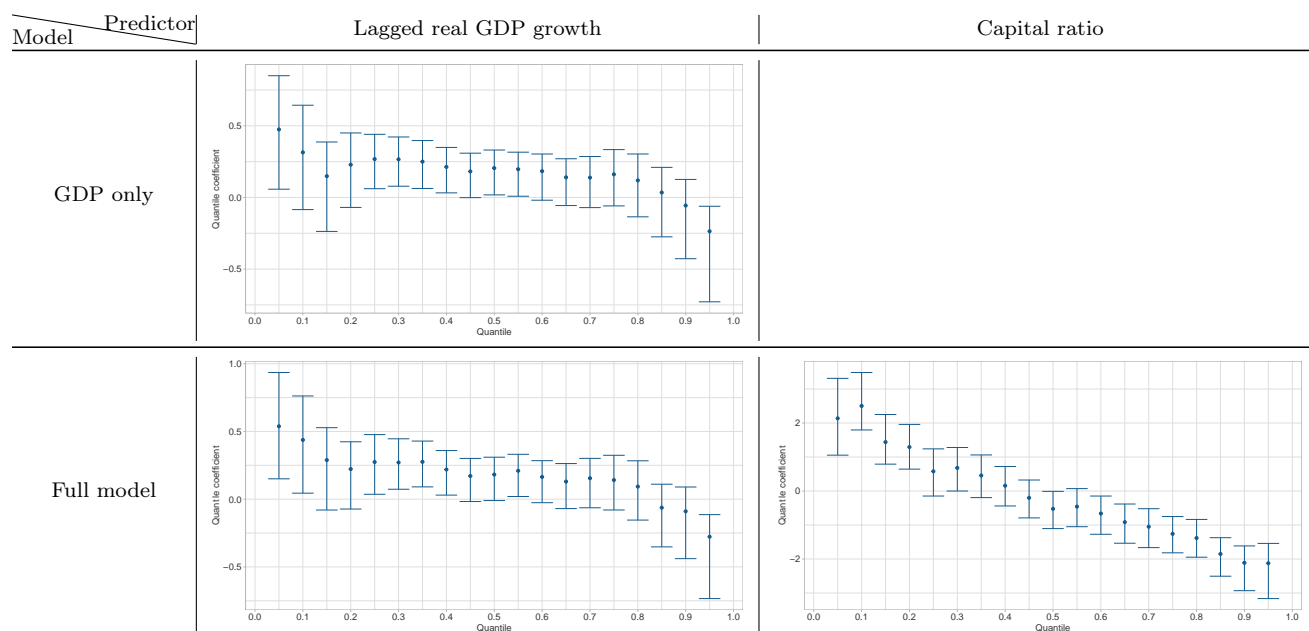 Predictor
Model
Lagged real GDP growth
Capital ratio
GDP only
Quantile coefficient
0.5
0.0
−0.5
0.0 0.1 0.2 0.3 0.4 0.5 0.6 0.7 0.8 0.9 1.0
Quantile
Full model
Quantile coefficient
1.0
0.5
0.0
−0.5
0.0 0.1 0.2 0.3 0.4 0.5 0.6 0.7 0.8 0.9 1.0
Quantile
Quantile coefficient
2
0
−2
0.0 0.1 0.2 0.3 0.4 0.5 0.6 0.7 0.8 0.9 1.0
Quantile